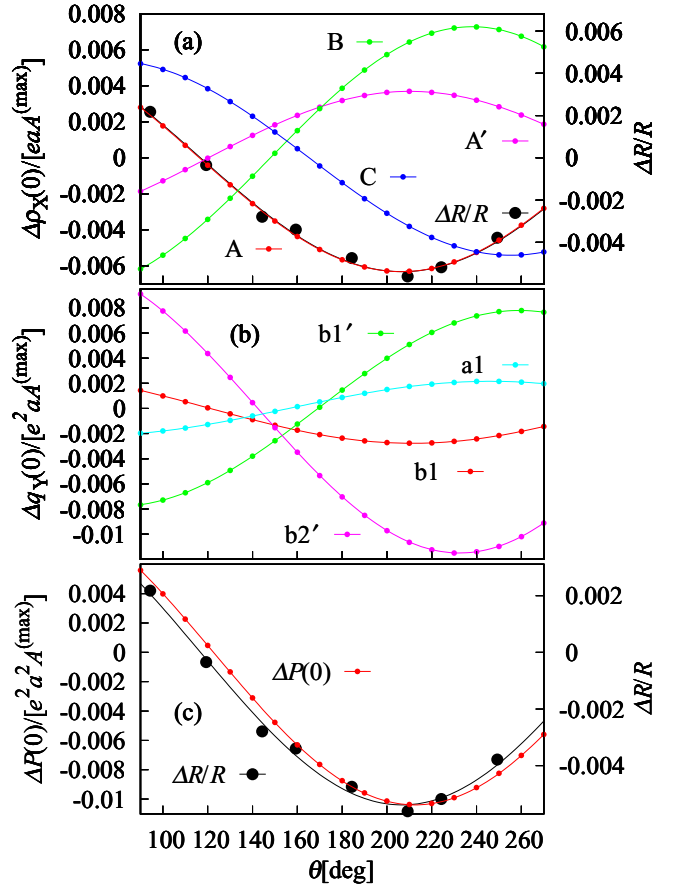 (a)
B
A′
C
A
ΔR/R
0.008
0.006
0.004
0.002
0
-0.002
-0.004
-0.006
Δρ_X(0)/[eaA^(max)]
0.006
0.004
0.002
0
-0.002
-0.004
ΔR/R
(b)
b1′
a1
b1
b2′
0.008
0.006
0.004
0.002
0
-0.002
-0.004
-0.006
-0.008
-0.01
Δq_Y(0)/[e²aA^(max)]
(c)
ΔP(0)
ΔR/R
0.004
0.002
0
-0.002
-0.004
-0.006
-0.008
-0.01
ΔP(0)/[e²a²A^(max)]
0.002
0
-0.002
-0.004
ΔR/R
100 120 140 160 180 200 220 240 260
θ[deg]